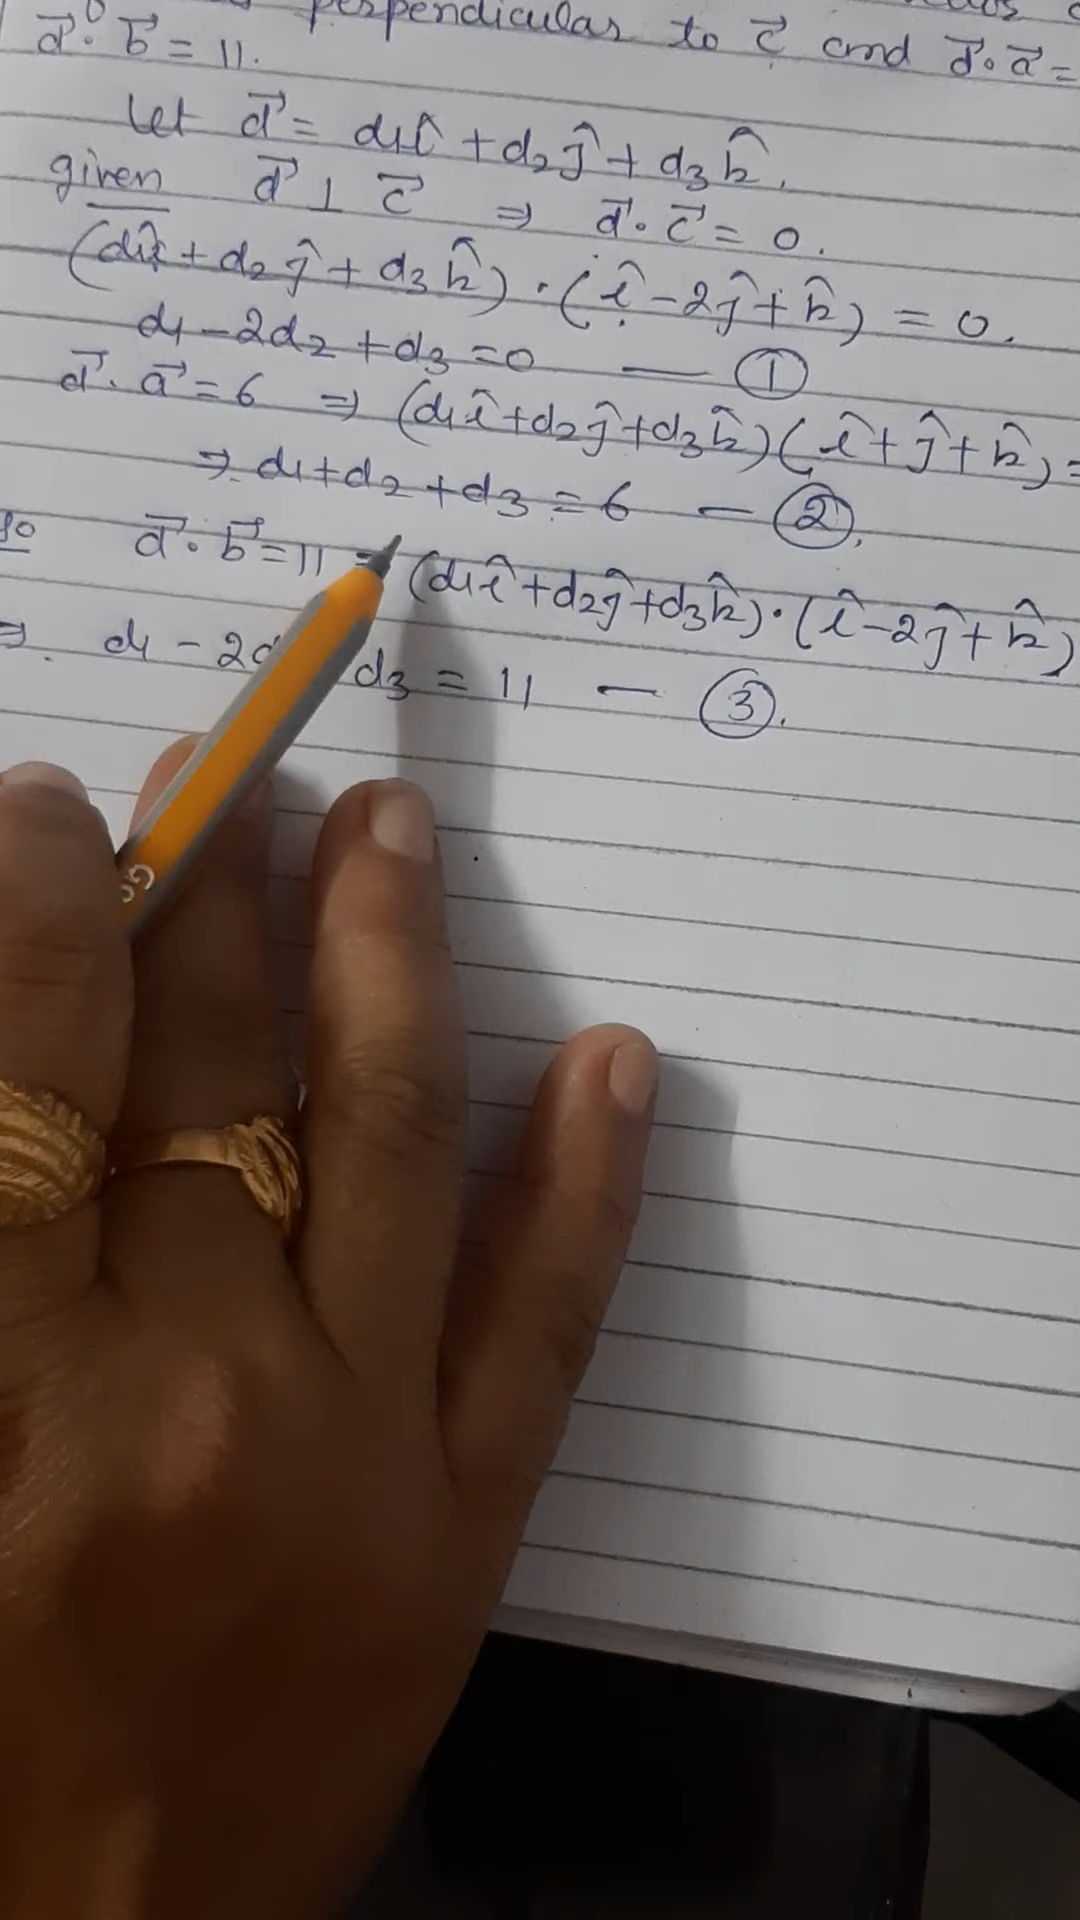 perpendicular to c⃗ and d⃗.a⃗ =
d⃗.b⃗ = 11.
Let d⃗ = d1î + d2ĵ + d3k̂.
given d⃗ ⊥ c⃗ ⇒ d⃗.c⃗ = 0.
(d1î + d2ĵ + d3k̂).(î - 2ĵ + k̂) = 0.
d1 - 2d2 + d3 = 0 — ①
d⃗.a⃗ = 6 ⇒ (d1î + d2ĵ + d3k̂)(î + ĵ + k̂) =
⇒ d1 + d2 + d3 = 6 — ②.
d⃗.b⃗ = 11 = (d1î + d2ĵ + d3k̂).(î - 2ĵ + k̂)
⇒. d1 - 2d d3 = 11 — ③.